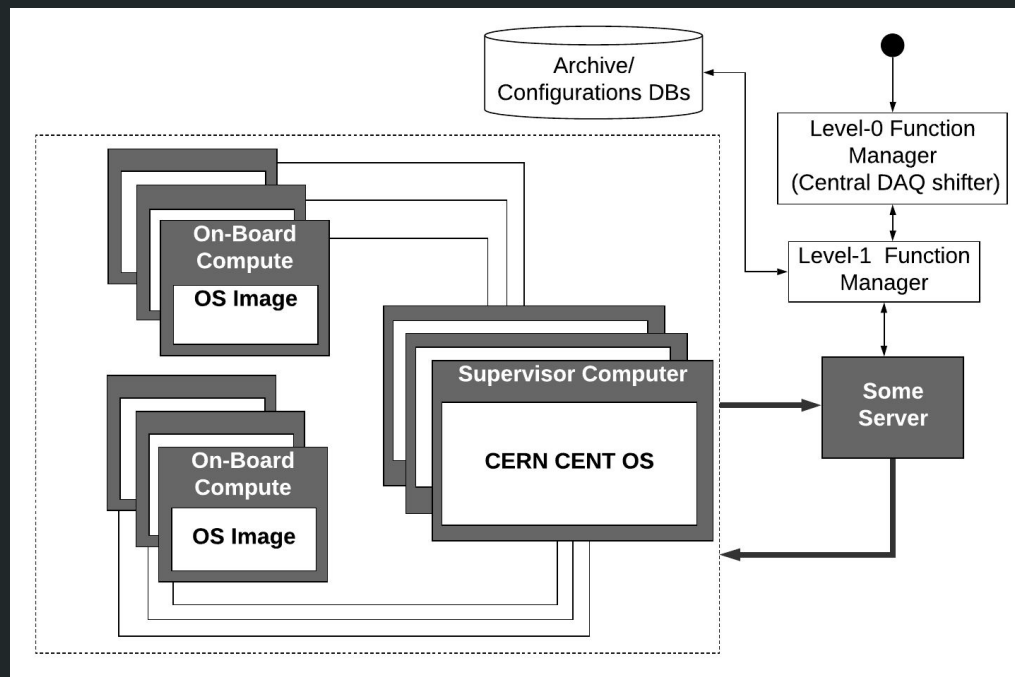 Archive/
Configurations DBs
Level-0 Function
Manager
(Central DAQ shifter)
Level-1 Function
Manager
On-Board
Compute
OS Image
Supervisor Computer
CERN CENT OS
Some
Server
On-Board
Compute
OS Image